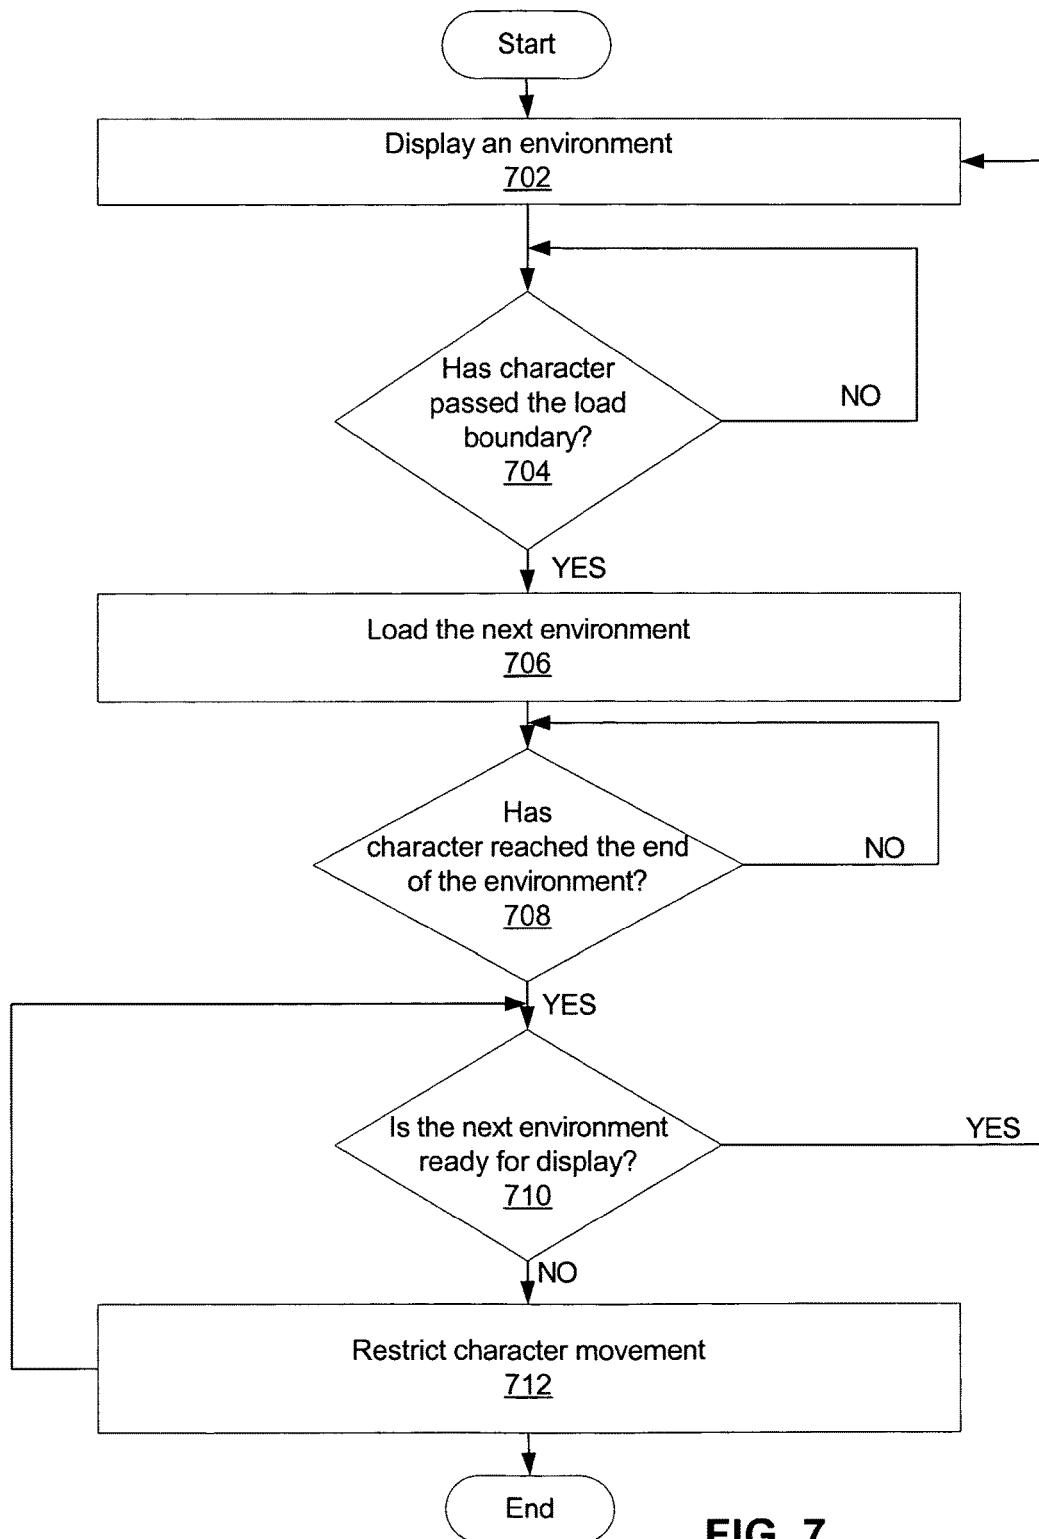 Start
Display an environment
702
Has character
passed the load
boundary?
704
NO
YES
Load the next environment
706
Has
character reached the end
of the environment?
708
NO
YES
Is the next environment
ready for display?
710
YES
NO
Restrict character movement
712
End
FIG. 7